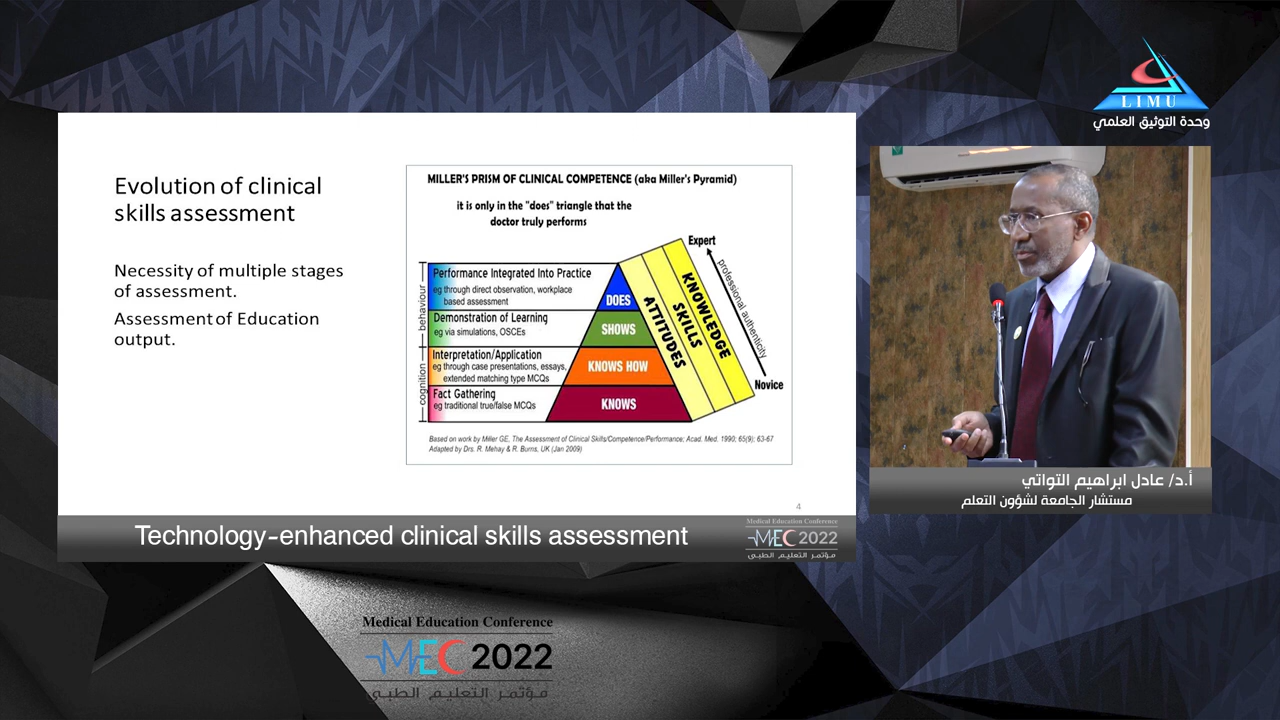 LIMU
وحدة التوثيق العلمي
Evolution of clinical
skills assessment
Necessity of multiple stages
of assessment.
Assessment of Education
output.
MILLER'S PRISM OF CLINICAL COMPETENCE (aka Miller's Pyramid)
it is only in the "does" triangle that the
doctor truly performs
Expert
professional authenticity
Novice
KNOWLEDGE
SKILLS
ATTITUDES
behaviour
Performance Integrated Into Practice
eg through direct observation, workplace
based assessment
DOES
Demonstration of Learning
eg via simulations, OSCEs
SHOWS
cognition
Interpretation/Application
eg through case presentations, essays,
extended matching type MCQs
KNOWS HOW
Fact Gathering
eg traditional true/false MCQs
KNOWS
Based on work by Miller GE, The Assessment of Clinical Skills/Competence/Performance; Acad. Med. 1990; 65(9); 63-67
Adapted by Drs. R. Mehay & R. Burns, UK (Jan 2009)
4
أ.د/ عادل ابراهيم التواتي
مستشار الجامعة لشؤون التعلم
Technology-enhanced clinical skills assessment
Medical Education Conference
MEC 2022
مؤتمر التعليم الطبي
Medical Education Conference
MEC 2022
مؤتمر التعليم الطبي